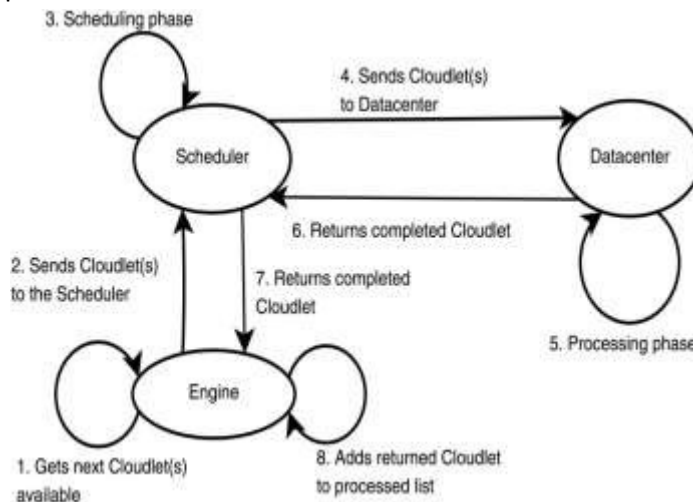 3. Scheduling phase
4. Sends Cloudlet(s)
to Datacenter
Scheduler
Datacenter
6. Returns completed Cloudlet
2. Sends Cloudlet(s)
to the Scheduler
7. Returns completed
Cloudlet
5. Processing phase
Engine
1. Gets next Cloudlet(s)
available
8. Adds returned Cloudlet
to processed list